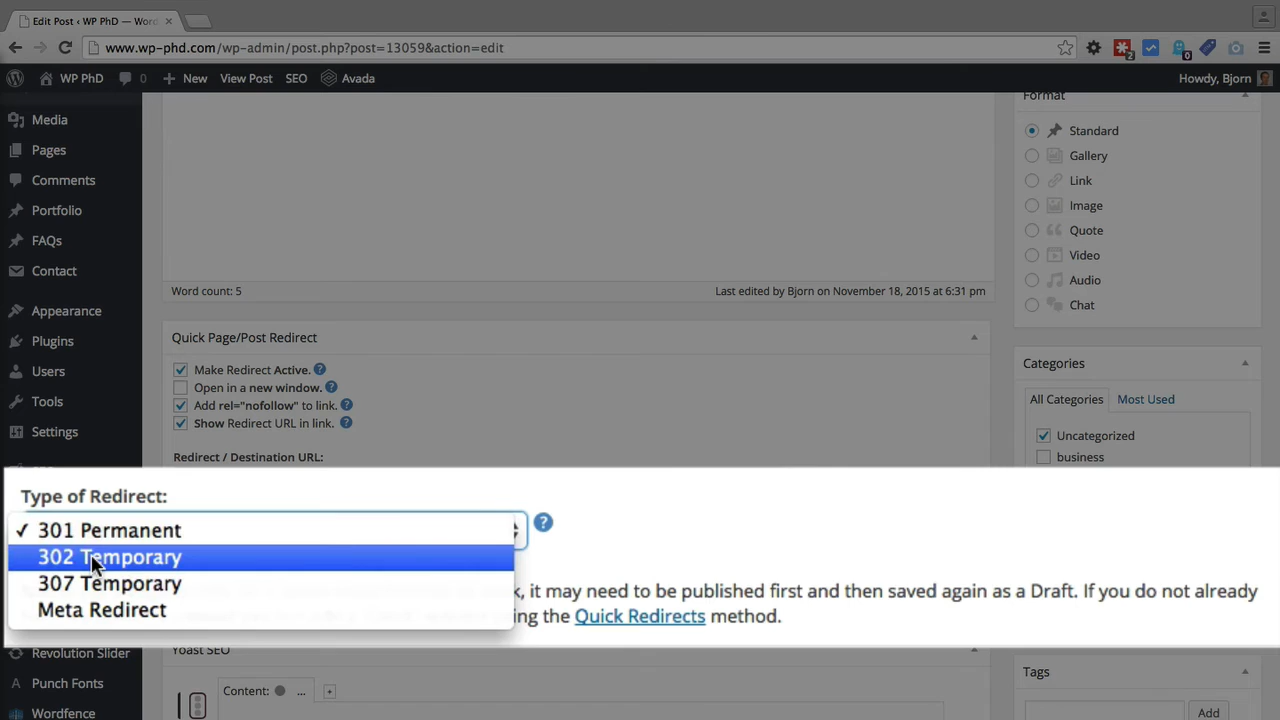 Edit Post ‹ WP PhD — Word
www.wp-phd.com/wp-admin/post.php?post=13059&action=edit
2
0
WP PhD
0
New
View Post
SEO
Avada
Howdy, Bjorn
Media
Pages
Comments
Portfolio
FAQs
Contact
Appearance
Plugins
Users
Tools
Settings
Revolution Slider
Punch Fonts
Wordfence
Word count: 5
Last edited by Bjorn on November 18, 2015 at 6:31 pm
Quick Page/Post Redirect
Make Redirect Active. ?
Open in a new window. ?
Add rel="nofollow" to link. ?
Show Redirect URL in link. ?
Redirect / Destination URL:
Type of Redirect:
✓ 301 Permanent
302 Temporary
307 Temporary
Meta Redirect
?
, it may need to be published first and then saved again as a Draft. If you do not already
ing the Quick Redirects method.
Yoast SEO
Content: ... +
Format
Standard
Gallery
Link
Image
Quote
Video
Audio
Chat
Categories
All Categories
Most Used
Uncategorized
business
Tags
Add